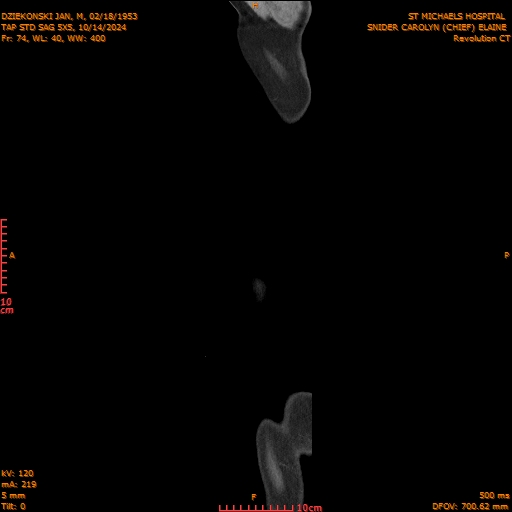 DZIEKONSKI JAN, M, 02/18/1953
TAP STD SAG 5X5, 10/14/2024
Fr: 74, WL: 40, WW: 400
ST MICHAELS HOSPITAL
SNIDER CAROLYN (CHIEF) ELAINE
Revolution CT
A
P
10
cm
kV: 120
mA: 219
5 mm
Tilt: 0
F
10cm
500 ms
DFOV: 700.62 mm